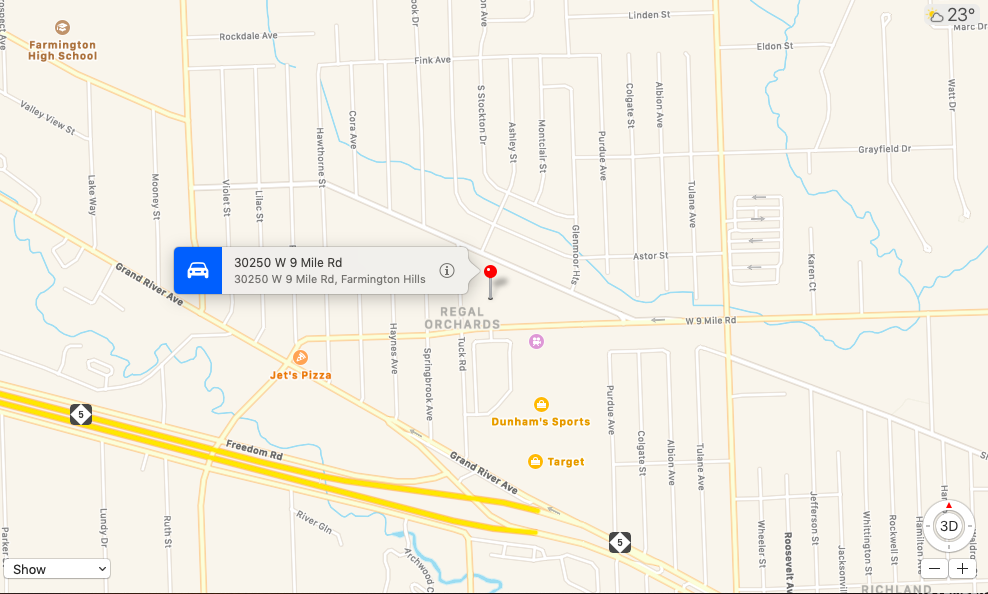 Linden St
23°
Marc Dr
Farmington
High School
Rockdale Ave
Eldon St
Fink Ave
Valley View St
S Stockton Dr
Albion Ave
Colgate St
Watt Dr
Cora Ave
Hawthorne St
Ashley St
Montclair St
Purdue Ave
Grayfield Dr
Lake Way
Mooney St
Violet St
Lilac St
Tulane Ave
Glenmoor Hts
Astor St
Karen Ct
30250 W 9 Mile Rd
30250 W 9 Mile Rd, Farmington Hills
Grand River Ave
REGAL
ORCHARDS
W 9 Mile Rd
Haynes Ave
Springbrook Ave
Tuck Rd
Jet's Pizza
Purdue Ave
Colgate St
Albion Ave
Tulane Ave
5
Dunham's Sports
Freedom Rd
Grand River Ave
Target
Lundy Dr
Ruth St
River Gln
5
Wheeler St
Roosevelt Av
Jefferson St
Jacksonvil
Whittington St
Rockwell St
Hamilton
3D
Archwood C
Parker
Show
RICHLAND